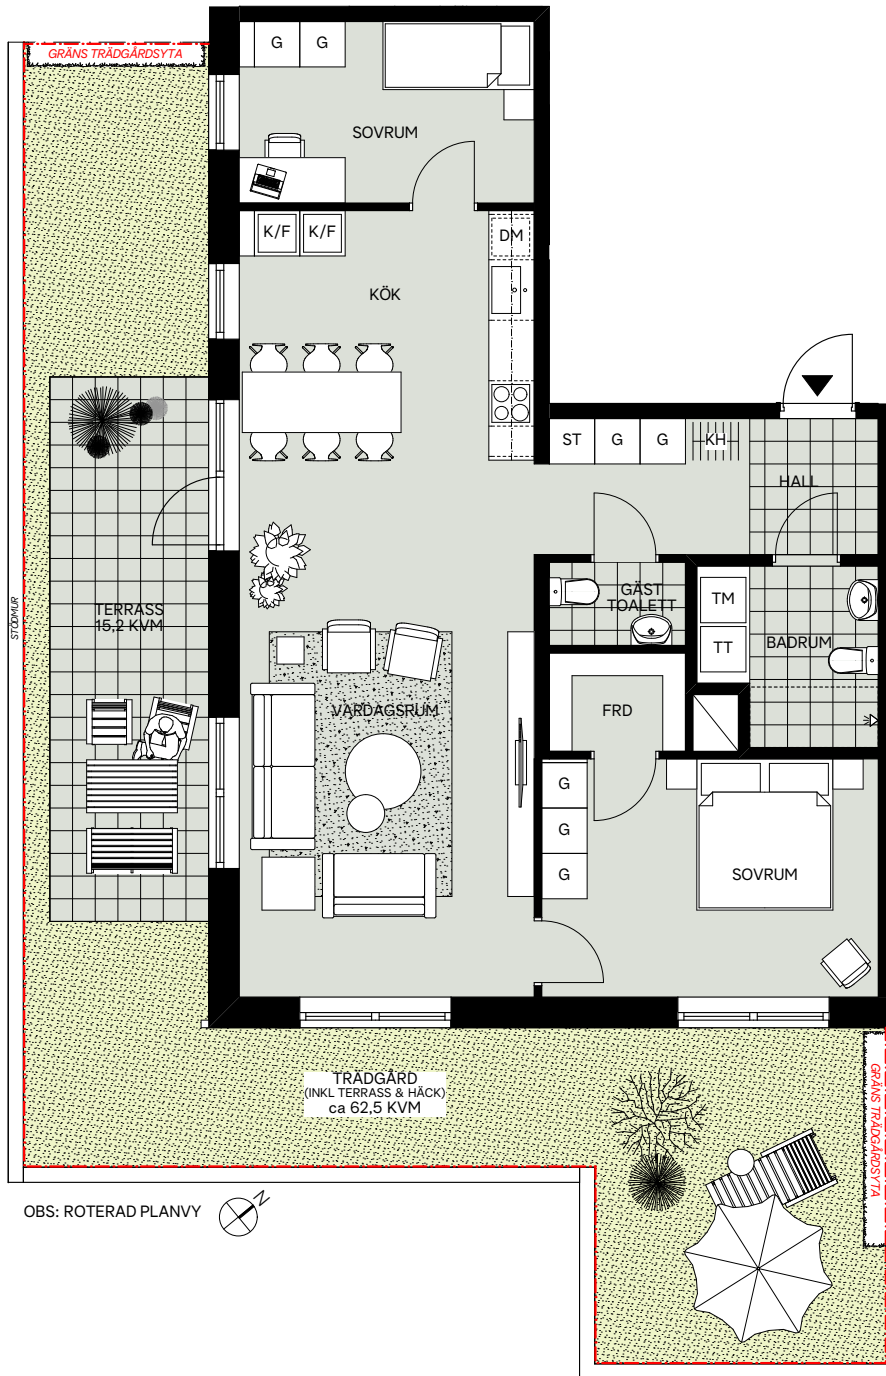 GRÄNS TRÄDGÅRDSYTA
G
G
SOVRUM
K/F
K/F
DM
KÖK
ST
G
G
KH
HALL
GÄST
TOALETT
TM
TT
BADRUM
TERRASS
15,2 KVM
STÖDMUR
VARDAGSRUM
FRD
G
G
G
SOVRUM
TRÄDGÅRD
(INKL TERRASS & HÄCK)
ca 62,5 KVM
GRÄNS TRÄDGÅRDSYTA
OBS: ROTERAD PLANVY
N